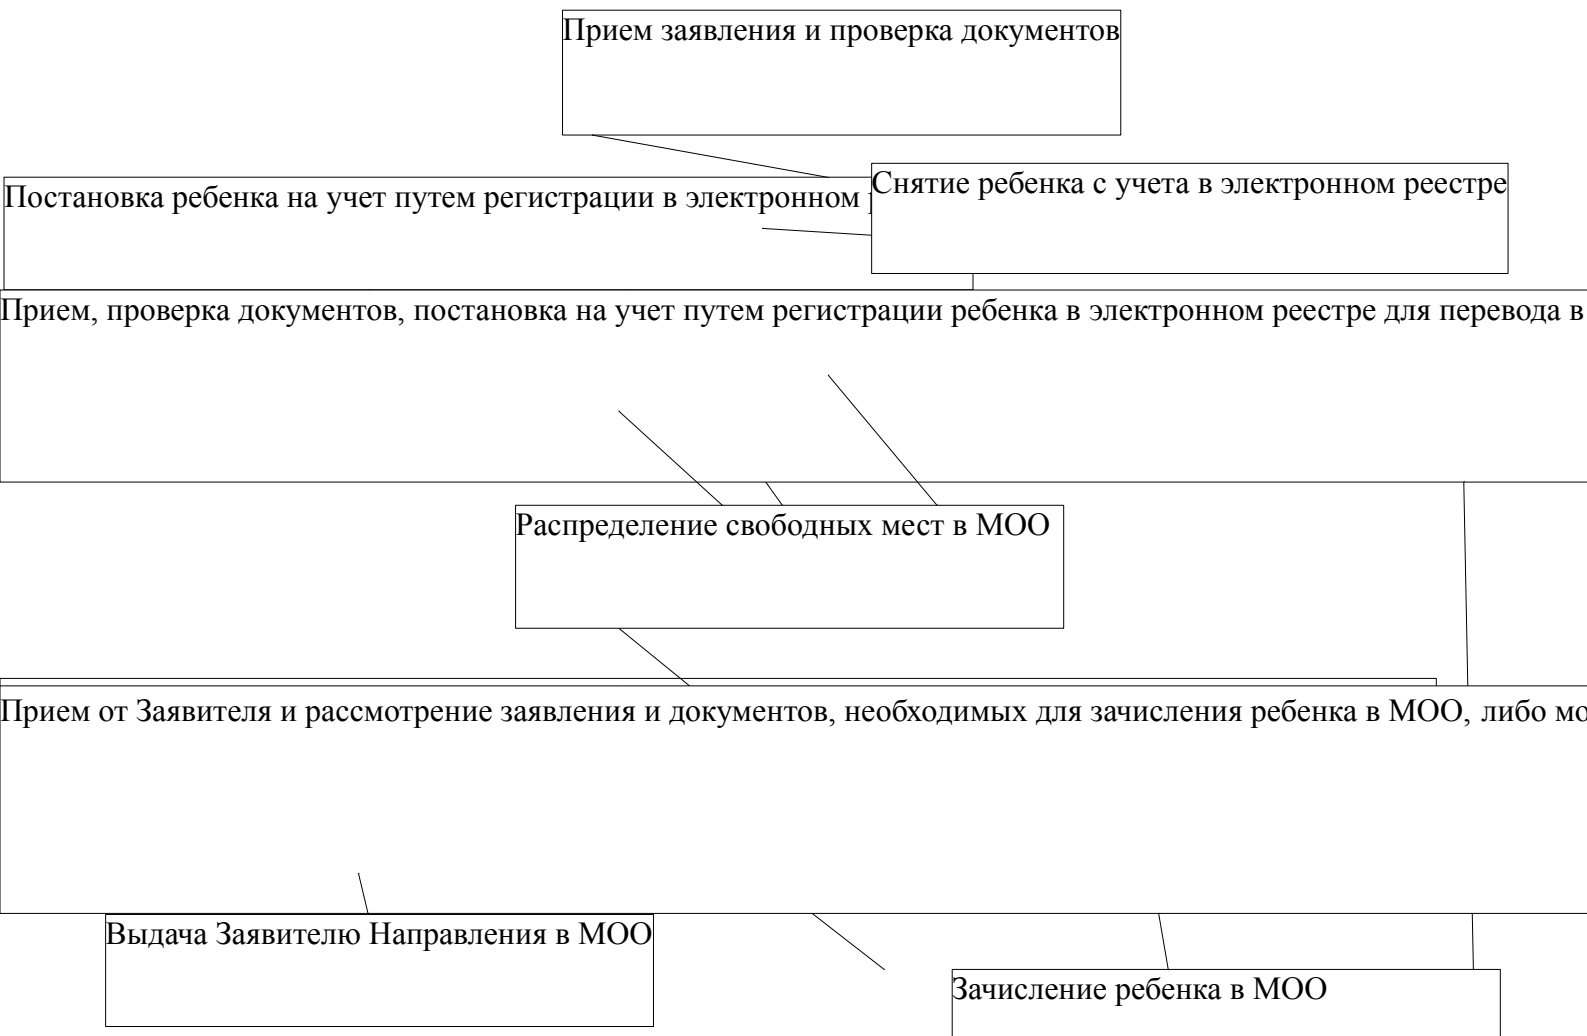 Прием заявления и проверка документов
Постановка ребенка на учет путем регистрации в электронном
Снятие ребенка с учета в электронном реестре
Прием, проверка документов, постановка на учет путем регистрации ребенка в электронном реестре для перевода в
Распределение свободных мест в МОО
Прием от Заявителя и рассмотрение заявления и документов, необходимых для зачисления ребенка в МОО, либо мо
Выдача Заявителю Направления в МОО
Зачисление ребенка в МОО